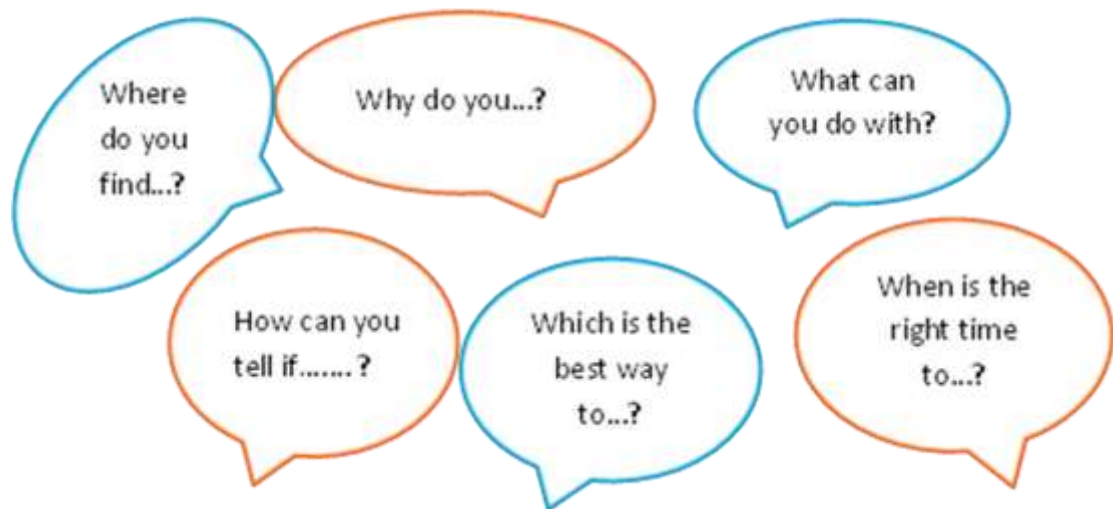 Where
do you
find...?
Why do you...?
What can
you do with?
How can you
tell if.......?
Which is the
best way
to...?
When is the
right time
to...?